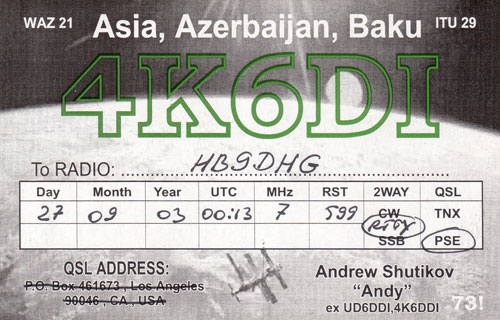 WAZ 21 Asia, Azerbaijan, Baku ITU 29
4K6DI
To RADIO: HB9DHG
Day Month Year UTC MHz RST 2WAY QSL
27 09 03 00:13 7 599 CW TNX
RTTY
SSB PSE
QSL ADDRESS:
P.O. Box 461673 , Los Angeles
90046 , CA , USA
Andrew Shutikov
“Andy”
ex UD6DDI,4K6DDI
73!